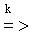 k
= >